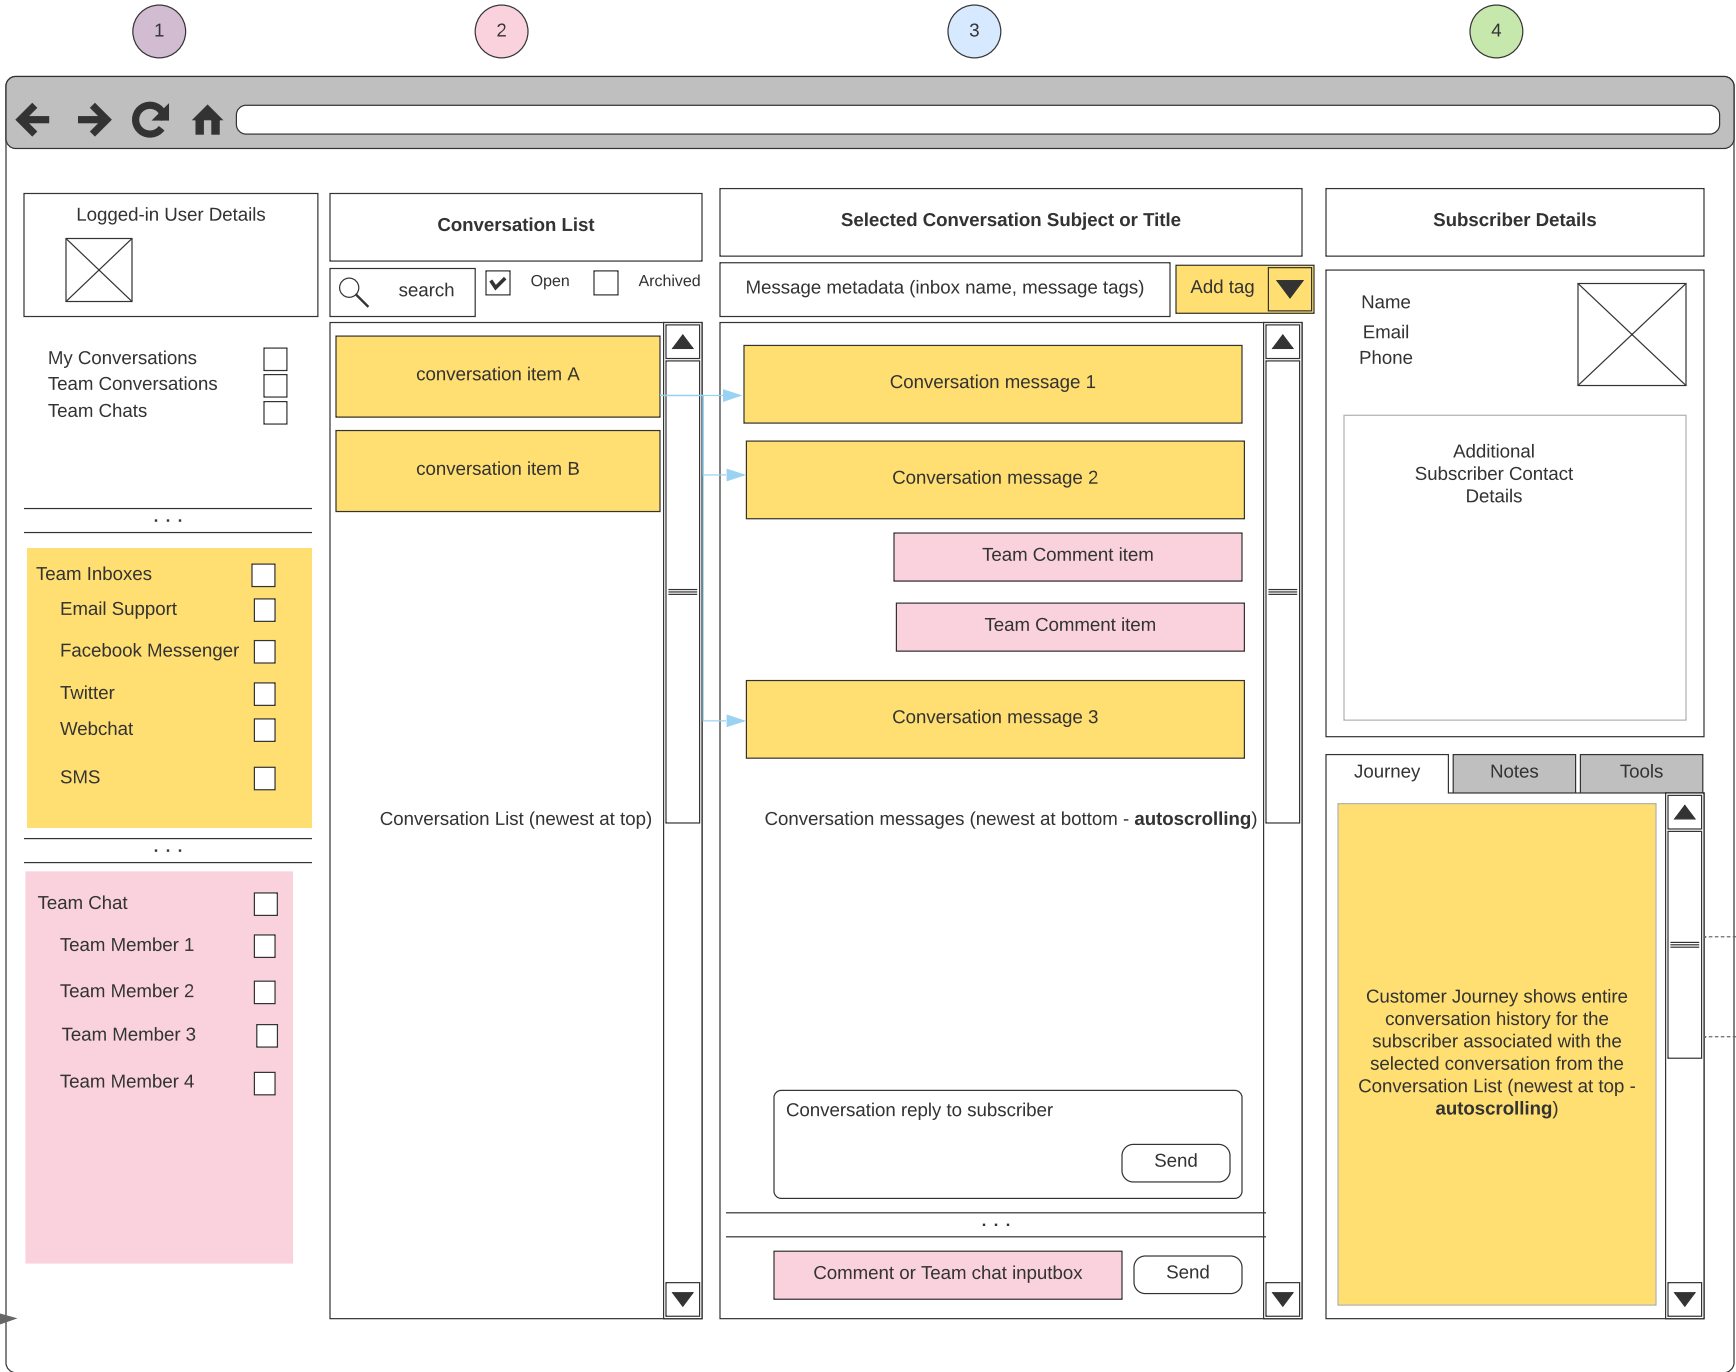 1
2
3
4
Logged-in User Details
My Conversations
Team Conversations
Team Chats
. . .
Team Inboxes
Email Support
Facebook Messenger
Twitter
Webchat
SMS
. . .
Team Chat
Team Member 1
Team Member 2
Team Member 3
Team Member 4
Conversation List
search
Open
Archived
conversation item A
conversation item B
Conversation List (newest at top)
Selected Conversation Subject or Title
Message metadata (inbox name, message tags)
Add tag
Conversation message 1
Conversation message 2
Team Comment item
Team Comment item
Conversation message 3
Conversation messages (newest at bottom - autoscrolling)
Conversation reply to subscriber
Send
. . .
Comment or Team chat inputbox
Send
Subscriber Details
Name
Email
Phone
Additional
Subscriber Contact
Details
Journey
Notes
Tools
Customer Journey shows entire
conversation history for the
subscriber associated with the
selected conversation from the
Conversation List (newest at top -
autoscrolling)